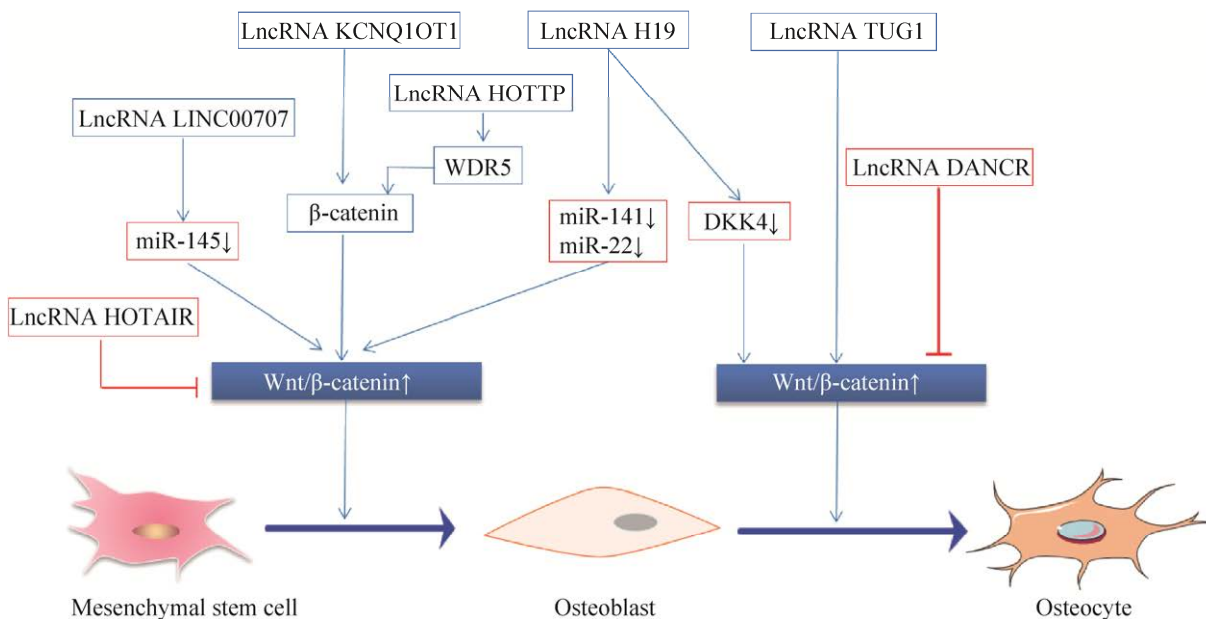 LncRNA KCNQ1OT1
LncRNA H19
LncRNA TUG1
LncRNA HOTTP
LncRNA LINC00707
WDR5
LncRNA DANCR
β-catenin
miR-141↓
miR-22↓
DKK4↓
miR-145↓
LncRNA HOTAIR
Wnt/β-catenin↑
Wnt/β-catenin↑
Mesenchymal stem cell
Osteoblast
Osteocyte